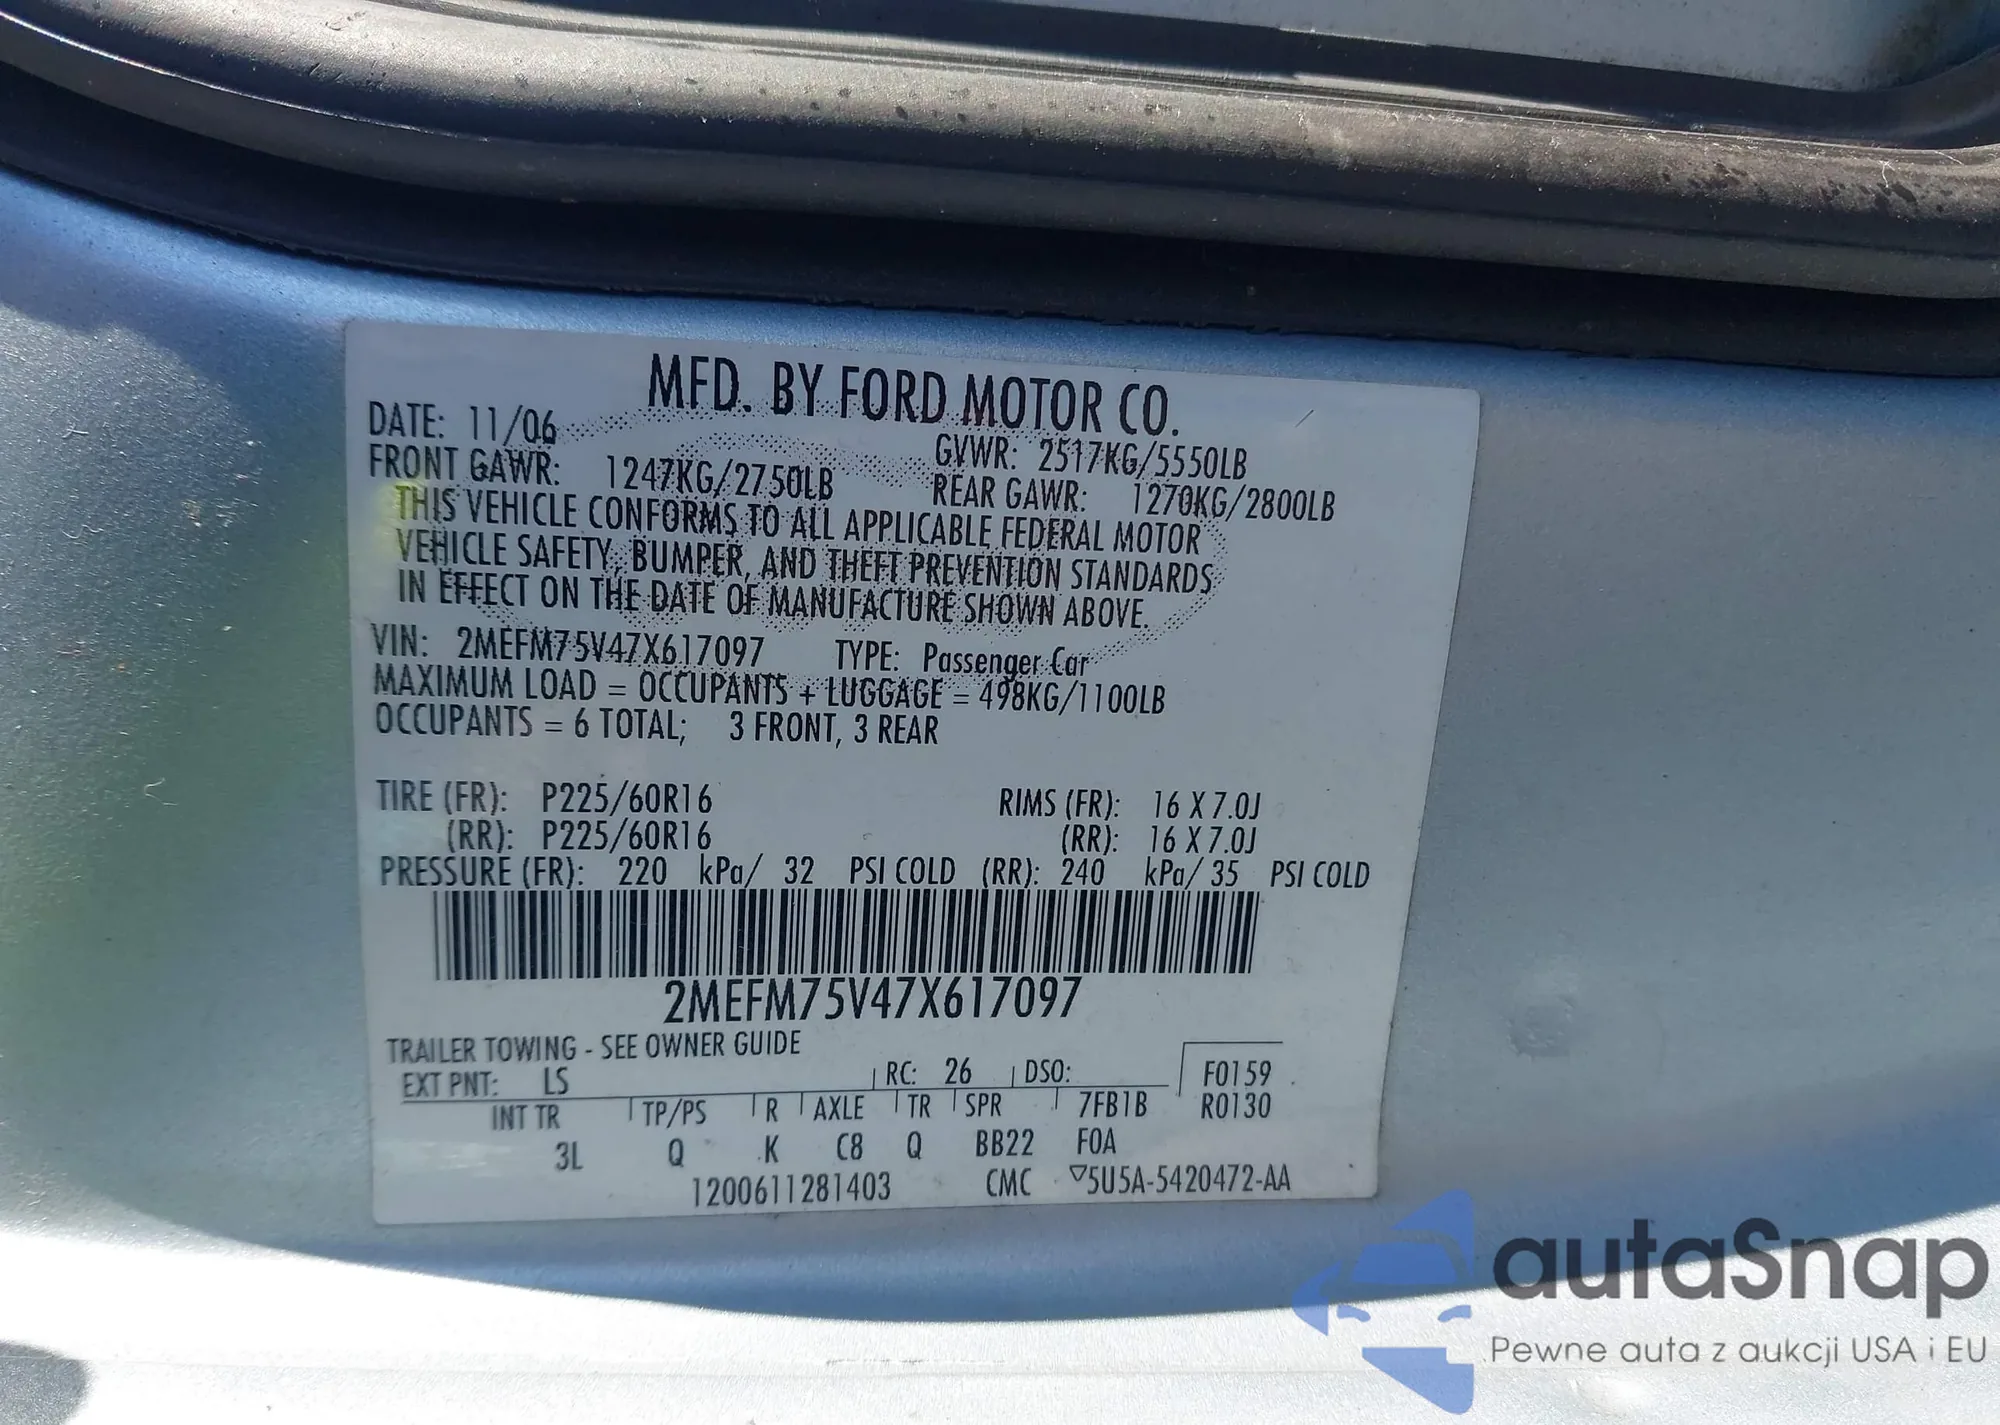 MFD. BY FORD MOTOR CO.
DATE: 11/06 GVWR: 2517KG/5550LB
FRONT GAWR: 1247KG/2750LB REAR GAWR: 1270KG/2800LB
THIS VEHICLE CONFORMS TO ALL APPLICABLE FEDERAL MOTOR
VEHICLE SAFETY, BUMPER, AND THEFT PREVENTION STANDARDS
IN EFFECT ON THE DATE OF MANUFACTURE SHOWN ABOVE.
VIN: 2MEFM75V47X617097 TYPE: Passenger Car
MAXIMUM LOAD = OCCUPANTS + LUGGAGE = 498KG/1100LB
OCCUPANTS = 6 TOTAL; 3 FRONT, 3 REAR
TIRE (FR): P225/60R16 RIMS (FR): 16 X 7.0J
(RR): P225/60R16 (RR): 16 X 7.0J
PRESSURE (FR): 220 kPa/ 32 PSI COLD (RR): 240 kPa/ 35 PSI COLD
2MEFM75V47X617097
TRAILER TOWING - SEE OWNER GUIDE
EXT PNT: LS RC: 26 DSO: F0159
INT TR TP/PS R AXLE TR SPR 7FB1B R0130
3L Q K C8 Q BB22 F0A
1200611281403 CMC ▽5U5A-5420472-AA
autaSnap
Pewne auta z aukcji USA i EU